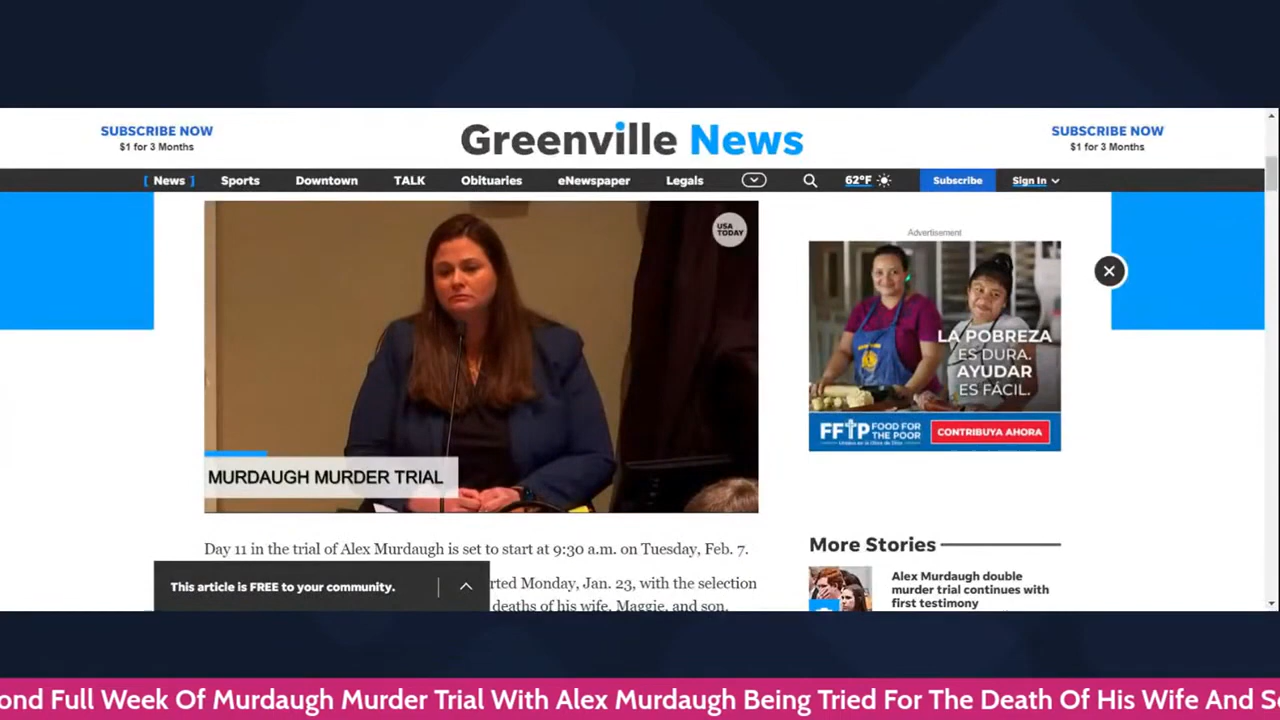 SUBSCRIBE NOW
$1 for 3 Months
Greenville News
SUBSCRIBE NOW
$1 for 3 Months
[ News ]
Sports
Downtown
TALK
Obituaries
eNewspaper
Legals
62°F
Subscribe
Sign In
USA
TODAY
MURDAUGH MURDER TRIAL
Advertisement
LA POBREZA
ES DURA.
AYUDAR
ES FÁCIL.
FFTP FOOD FOR
THE POOR
CONTRIBUYA AHORA
Day 11 in the trial of Alex Murdaugh is set to start at 9:30 a.m. on Tuesday, Feb. 7.
rted Monday, Jan. 23, with the selection
deaths of his wife, Maggie, and son,
This article is FREE to your community.
More Stories
Alex Murdaugh double
murder trial continues with
first testimony
ond Full Week Of Murdaugh Murder Trial With Alex Murdaugh Being Tried For The Death Of His Wife And S